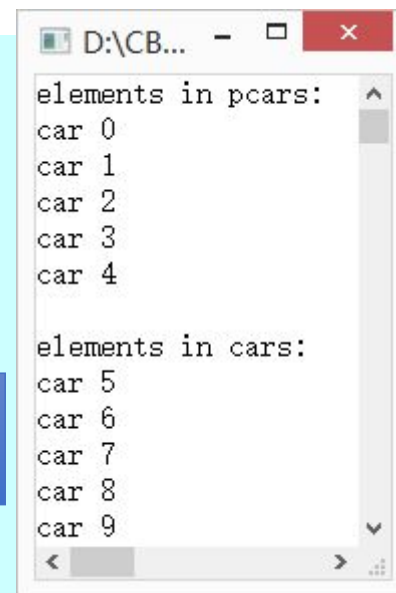 D:\CB...
elements in pcars:
car 0
car 1
car 2
car 3
car 4
elements in cars:
car 5
car 6
car 7
car 8
car 9